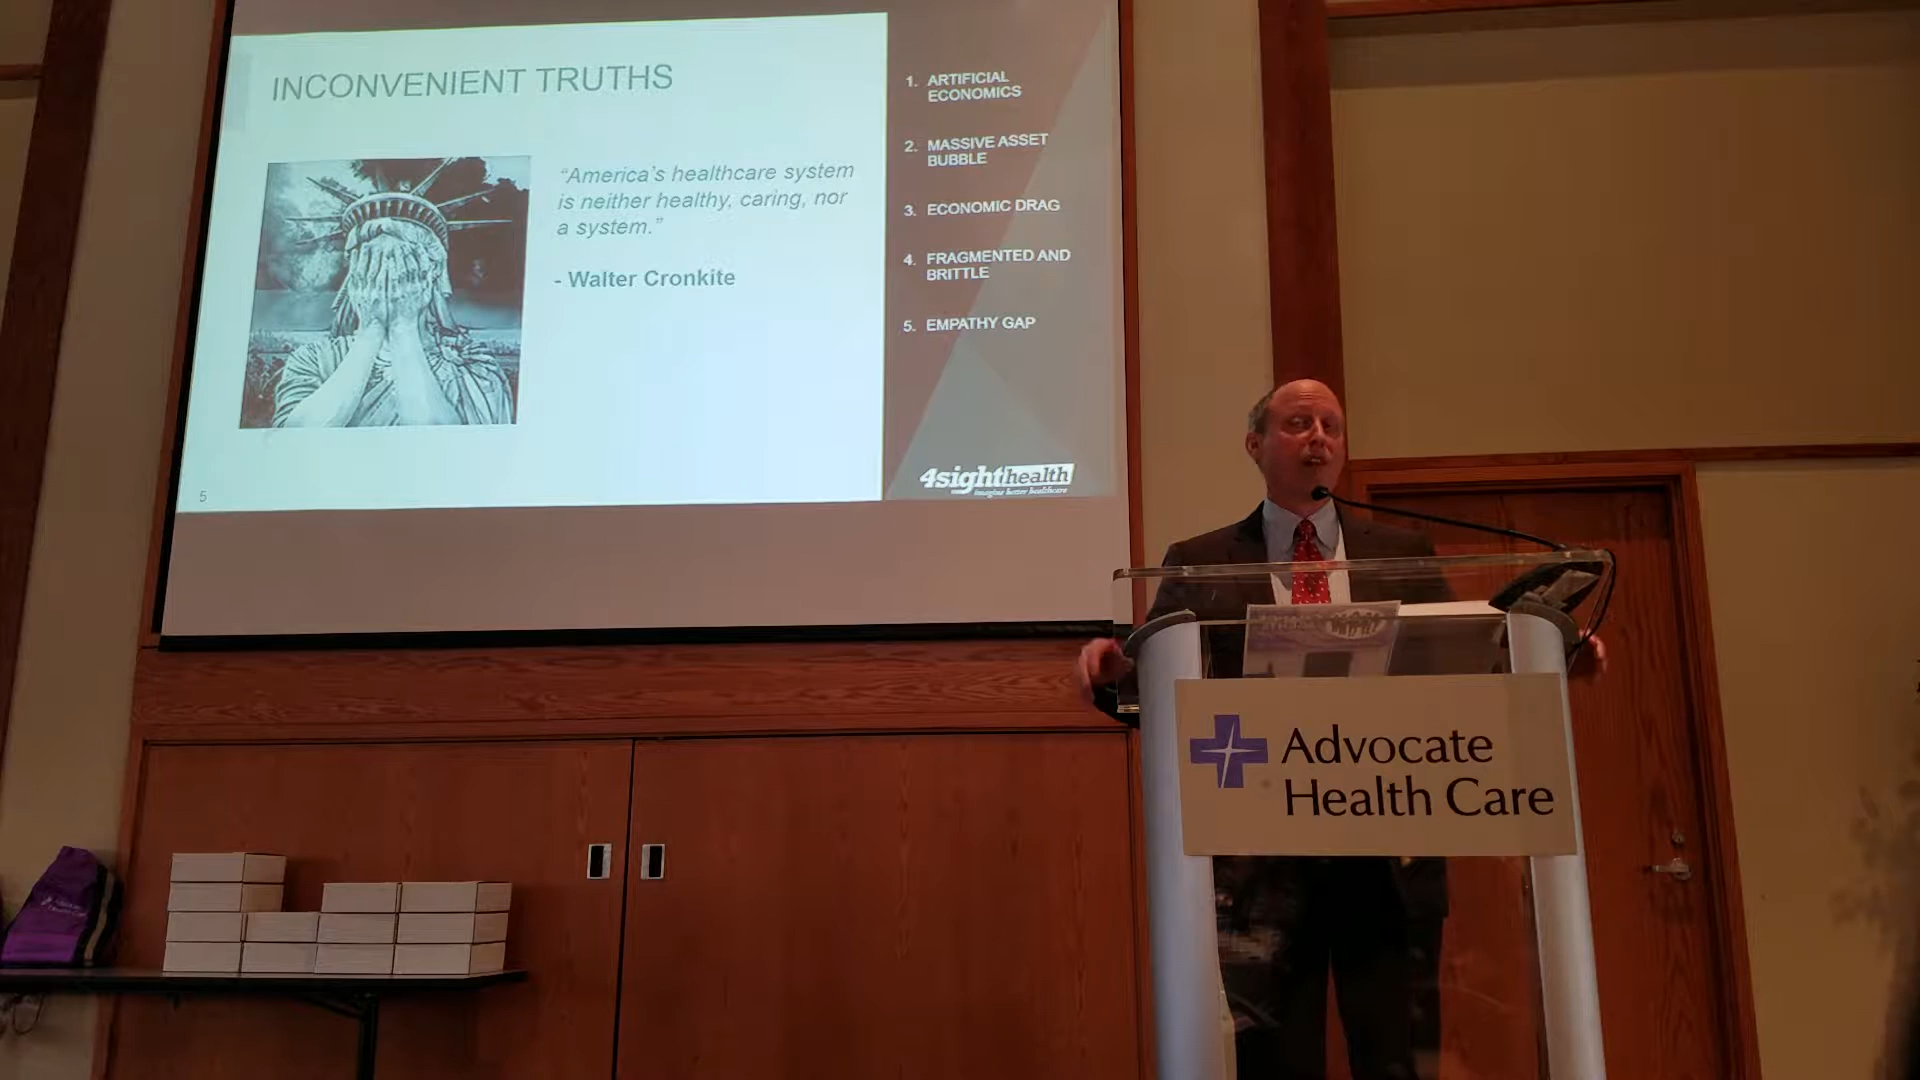 INCONVENIENT TRUTHS
“America’s healthcare system
is neither healthy, caring, nor
a system.”
- Walter Cronkite
5
1. ARTIFICIAL
ECONOMICS
2. MASSIVE ASSET
BUBBLE
3. ECONOMIC DRAG
4. FRAGMENTED AND
BRITTLE
5. EMPATHY GAP
4sighthealth
imagine better healthcare
Advocate
Health Care